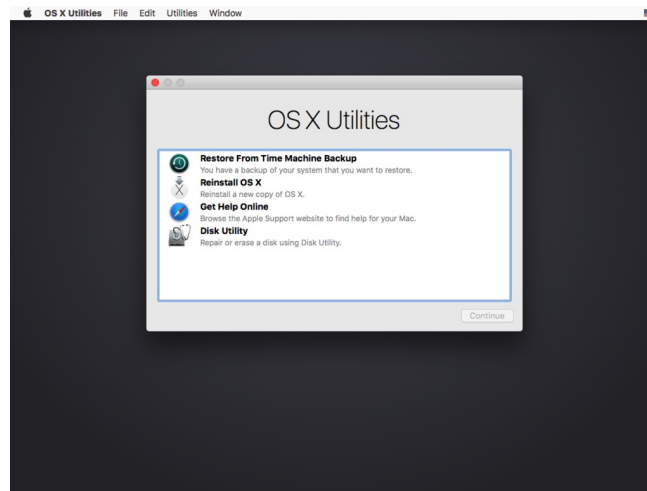 OS X Utilities File Edit Utilities Window
OS X Utilities
Restore From Time Machine Backup
You have a backup of your system that you want to restore.
Reinstall OS X
Reinstall a new copy of OS X.
Get Help Online
Browse the Apple Support website to find help for your Mac.
Disk Utility
Repair or erase a disk using Disk Utility.
Continue